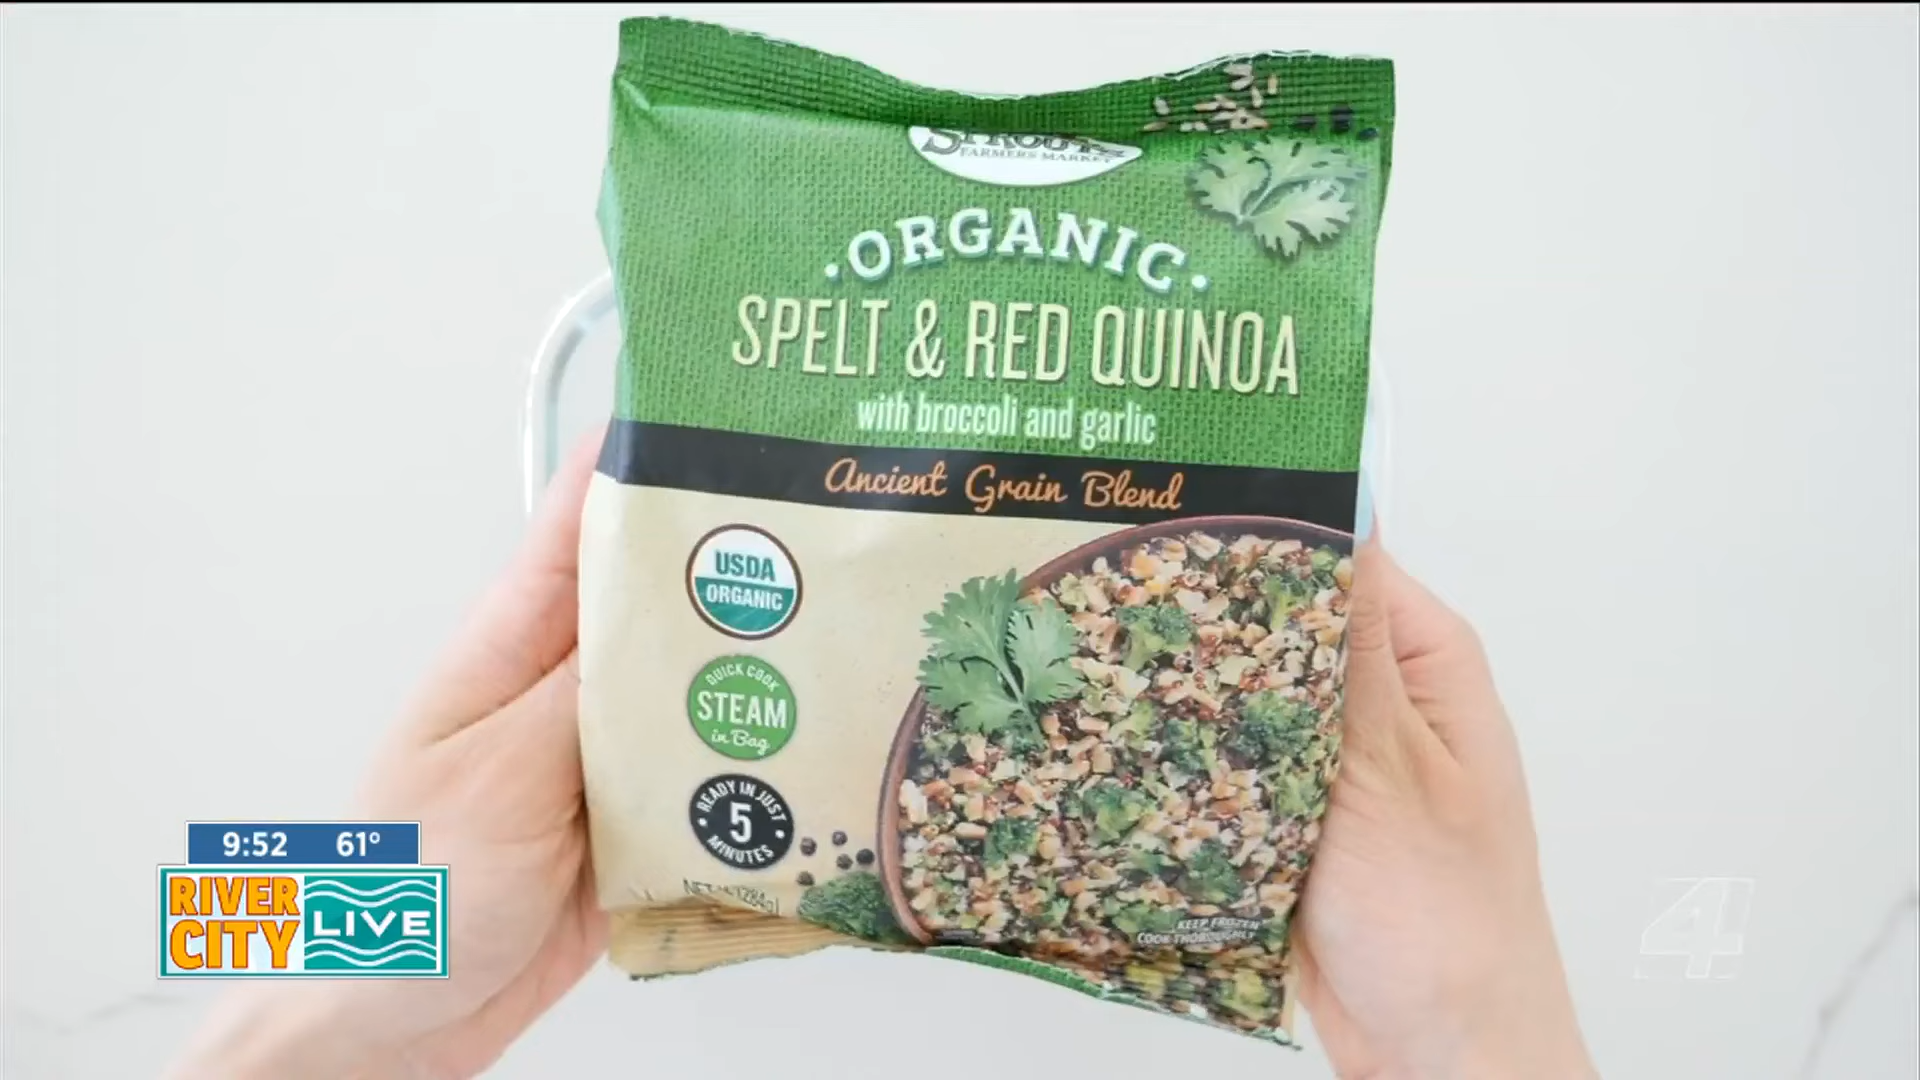 SPROUTS
FARMERS MARKET
• ORGANIC •
SPELT & RED QUINOA
with broccoli and garlic
Ancient Grain Blend
USDA
ORGANIC
QUICK COOK
STEAM
in Bag
• READY IN JUST •
5
MINUTES
KEEP FROZEN
COOK THOROUGHLY
9:52 61°
RIVER
CITY
LIVE
4